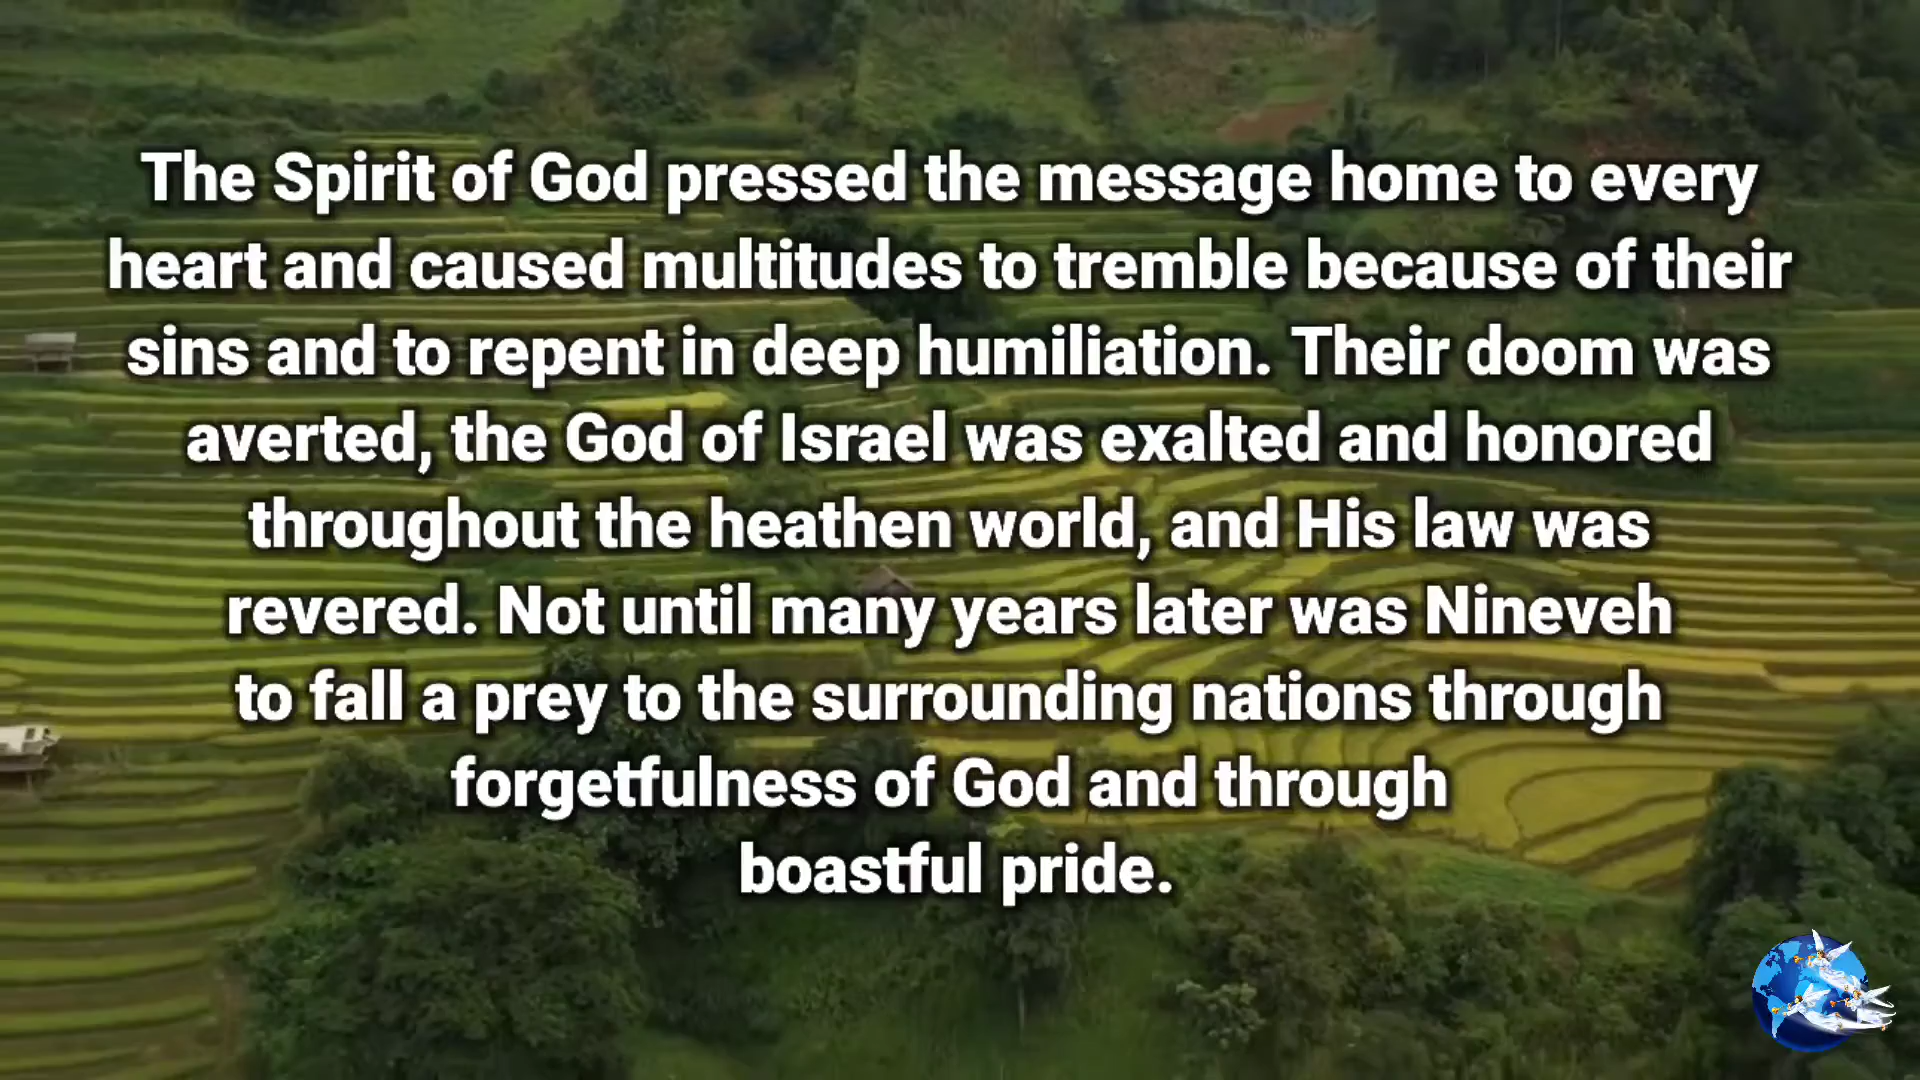 The Spirit of God pressed the message home to every
heart and caused multitudes to tremble because of their
sins and to repent in deep humiliation. Their doom was
averted, the God of Israel was exalted and honored
throughout the heathen world, and His law was
revered. Not until many years later was Nineveh
to fall a prey to the surrounding nations through
forgetfulness of God and through
boastful pride.